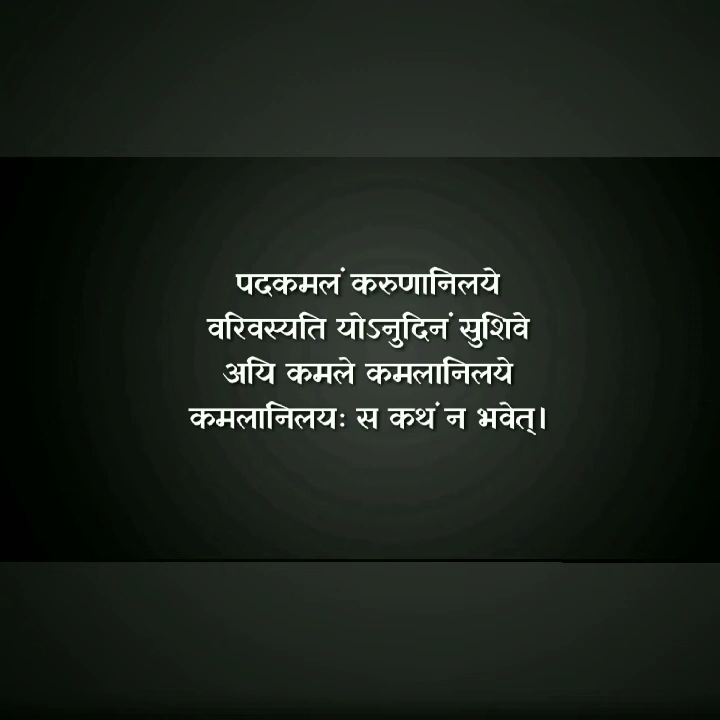 पदकमलं करुणानिलये
वरिवस्यति योऽनुदिनं सुशिवे
अयि कमले कमलानिलये
कमलानिलयः स कथं न भवेत्।